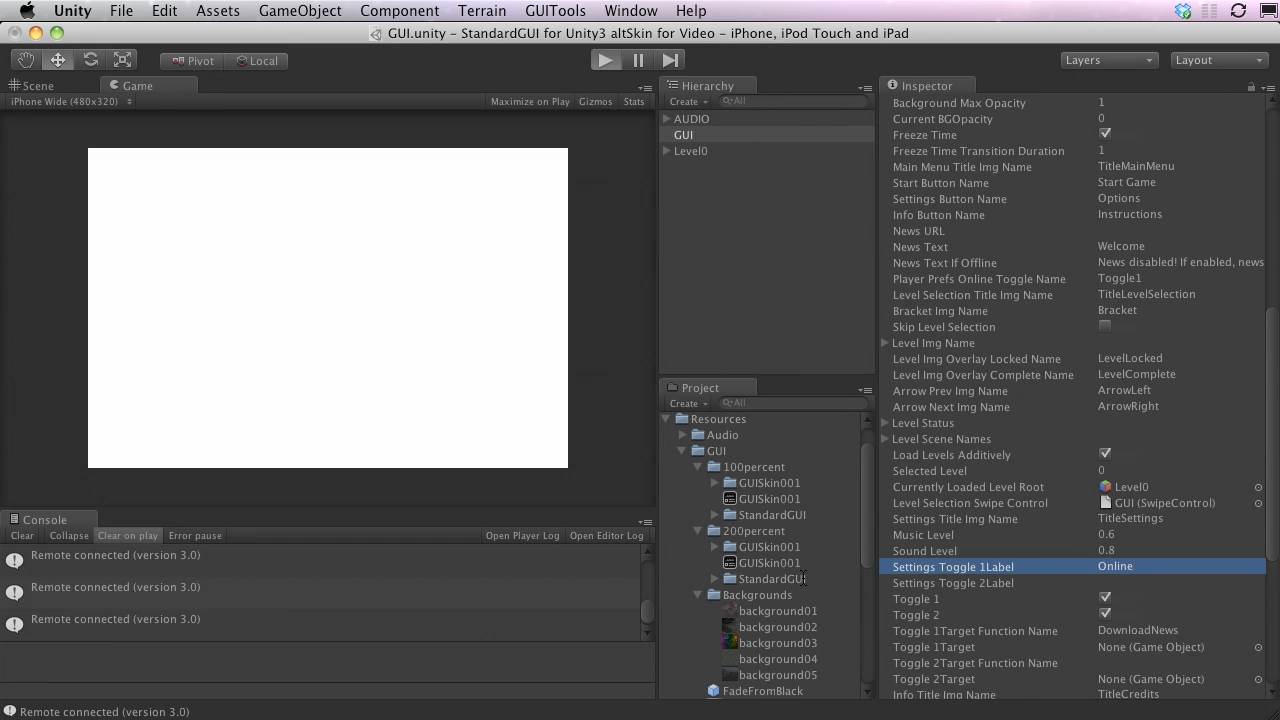 Unity File Edit Assets GameObject Component Terrain GUITools Window Help
GUI.unity - StandardGUI for Unity3 altSkin for Video - iPhone, iPod Touch and iPad
Pivot Local Layers Layout
Scene Game
iPhone Wide (480x320) Maximize on Play Gizmos Stats
Hierarchy
Create All
AUDIO
GUI
Level0
Project
Create All
Resources
Audio
GUI
100percent
GUISkin001
GUISkin001
StandardGUI
200percent
GUISkin001
GUISkin001
StandardGUI
Backgrounds
background01
background02
background03
background04
background05
FadeFromBlack
Inspector
Background Max Opacity 1
Current BGOpacity 0
Freeze Time
Freeze Time Transition Duration 1
Main Menu Title Img Name TitleMainMenu
Start Button Name Start Game
Settings Button Name Options
Info Button Name Instructions
News URL
News Text Welcome
News Text If Offline News disabled! If enabled, news
Player Prefs Online Toggle Name Toggle1
Level Selection Title Img Name TitleLevelSelection
Bracket Img Name Bracket
Skip Level Selection
Level Img Name
Level Img Overlay Locked Name LevelLocked
Level Img Overlay Complete Name LevelComplete
Arrow Prev Img Name ArrowLeft
Arrow Next Img Name ArrowRight
Level Status
Level Scene Names
Load Levels Additively
Selected Level 0
Currently Loaded Level Root Level0
Level Selection Swipe Control GUI (SwipeControl)
Settings Title Img Name TitleSettings
Music Level 0.6
Sound Level 0.8
Settings Toggle 1Label Online
Settings Toggle 2Label
Toggle 1
Toggle 2
Toggle 1Target Function Name DownloadNews
Toggle 1Target None (Game Object)
Toggle 2Target Function Name
Toggle 2Target None (Game Object)
Info Title Img Name TitleCredits
Console
Clear Collapse Clear on play Error pause Open Player Log Open Editor Log
Remote connected (version 3.0)
Remote connected (version 3.0)
Remote connected (version 3.0)
Remote connected (version 3.0)